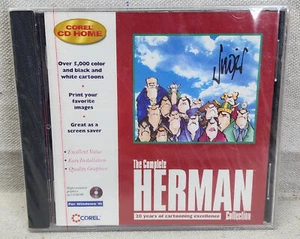 COREL
CD HOME
Over 5,000 color
and black and
white cartoons
• Print your
favorite
images
• Great as a
screen saver
• Excellent Value
• Easy Installation
• Quality Graphics
For Windows 95
COREL
The Complete
HERMAN
Collection
20 years of cartooning excellence